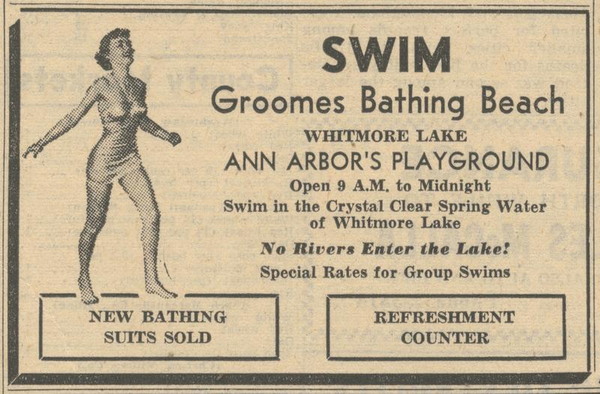 SWIM
Groomes Bathing Beach
WHITMORE LAKE
ANN ARBOR'S PLAYGROUND
Open 9 A.M. to Midnight
Swim in the Crystal Clear Spring Water
of Whitmore Lake
No Rivers Enter the Lake!
Special Rates for Group Swims
NEW BATHING
SUITS SOLD
REFRESHMENT
COUNTER